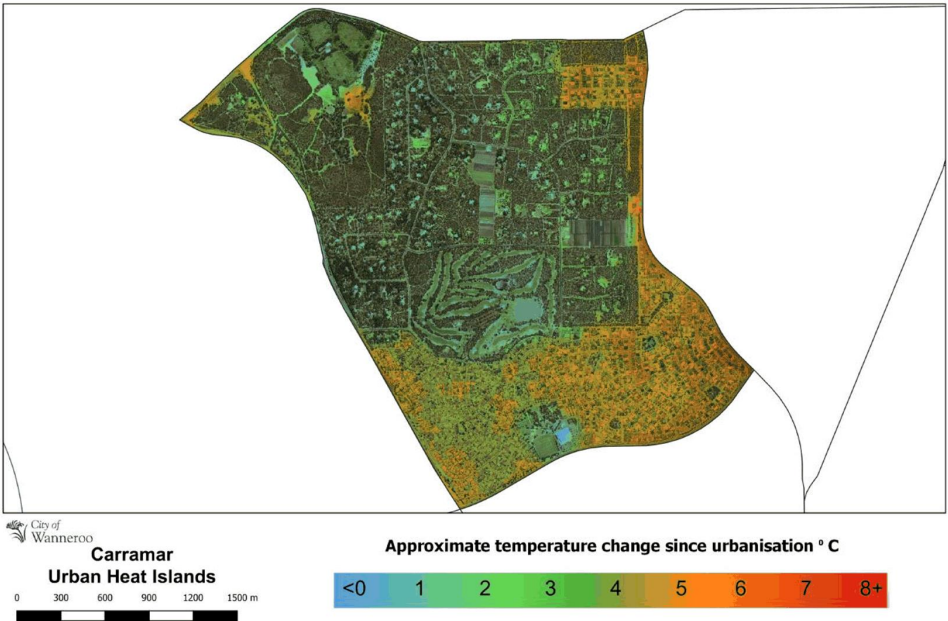 City of
Wanneroo
Carramar
Urban Heat Islands
0 300 600 900 1200 1500 m
Approximate temperature change since urbanisation ⁰ C
<0 1 2 3 4 5 6 7 8+